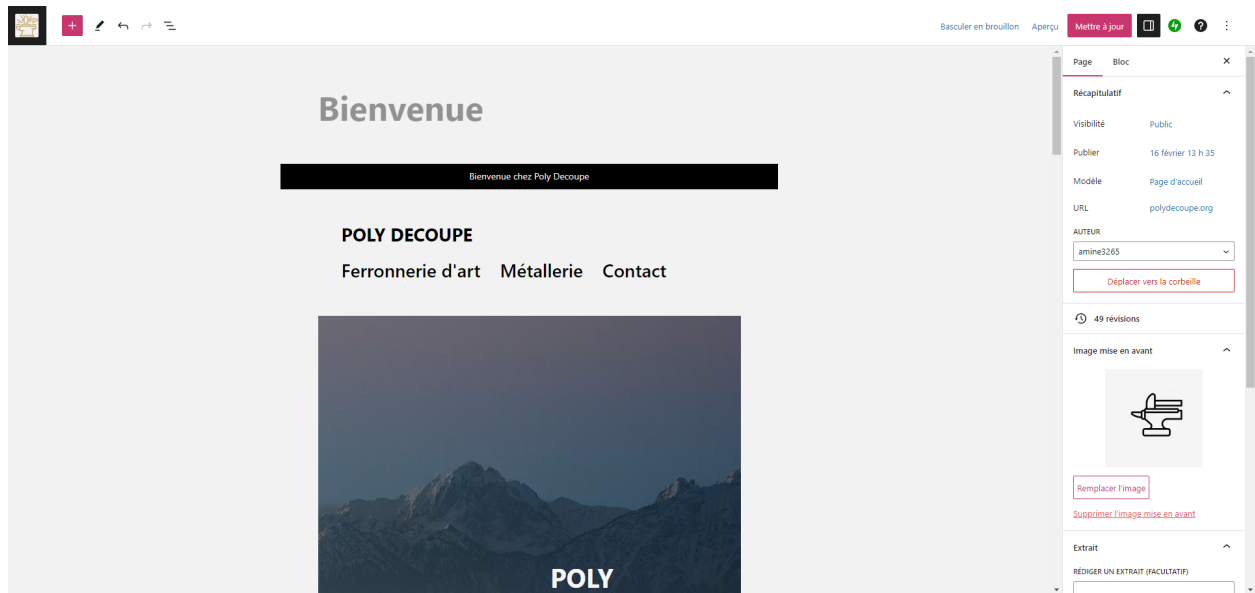 Basculer en brouillon Aperçu Mettre à jour
Page Bloc
Bienvenue
Bienvenue chez Poly Decoupe
POLY DECOUPE
Ferronnerie d'art Métallerie Contact
POLY
Récapitulatif
Visibilité Public
Publier 16 février 13 h 35
Modèle Page d'accueil
URL polydecoupe.org
AUTEUR
amine3265
Déplacer vers la corbeille
49 révisions
Image mise en avant
Remplacer l'image
Supprimer l'image mise en avant
Extrait
RÉDIGER UN EXTRAIT (FACULTATIF)